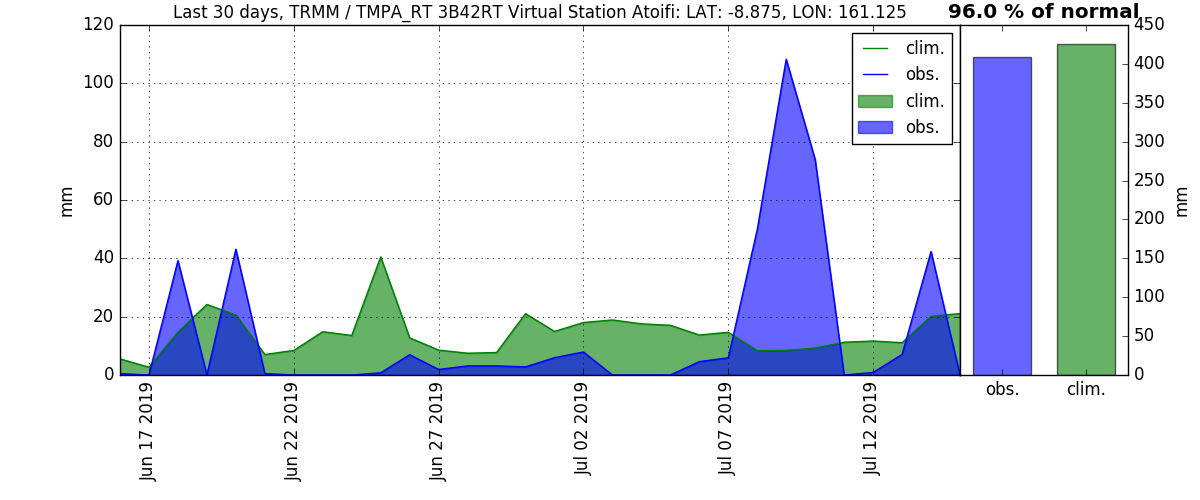 Last 30 days, TRMM / TMPA_RT 3B42RT Virtual Station Atoifi: LAT: -8.875, LON: 161.125
96.0 % of normal
120
100
80
60
40
20
0
mm
clim.
obs.
clim.
obs.
450
400
350
300
250
200
150
100
50
0
mm
obs.
clim.
Jun 17 2019
Jun 22 2019
Jun 27 2019
Jul 02 2019
Jul 07 2019
Jul 12 2019